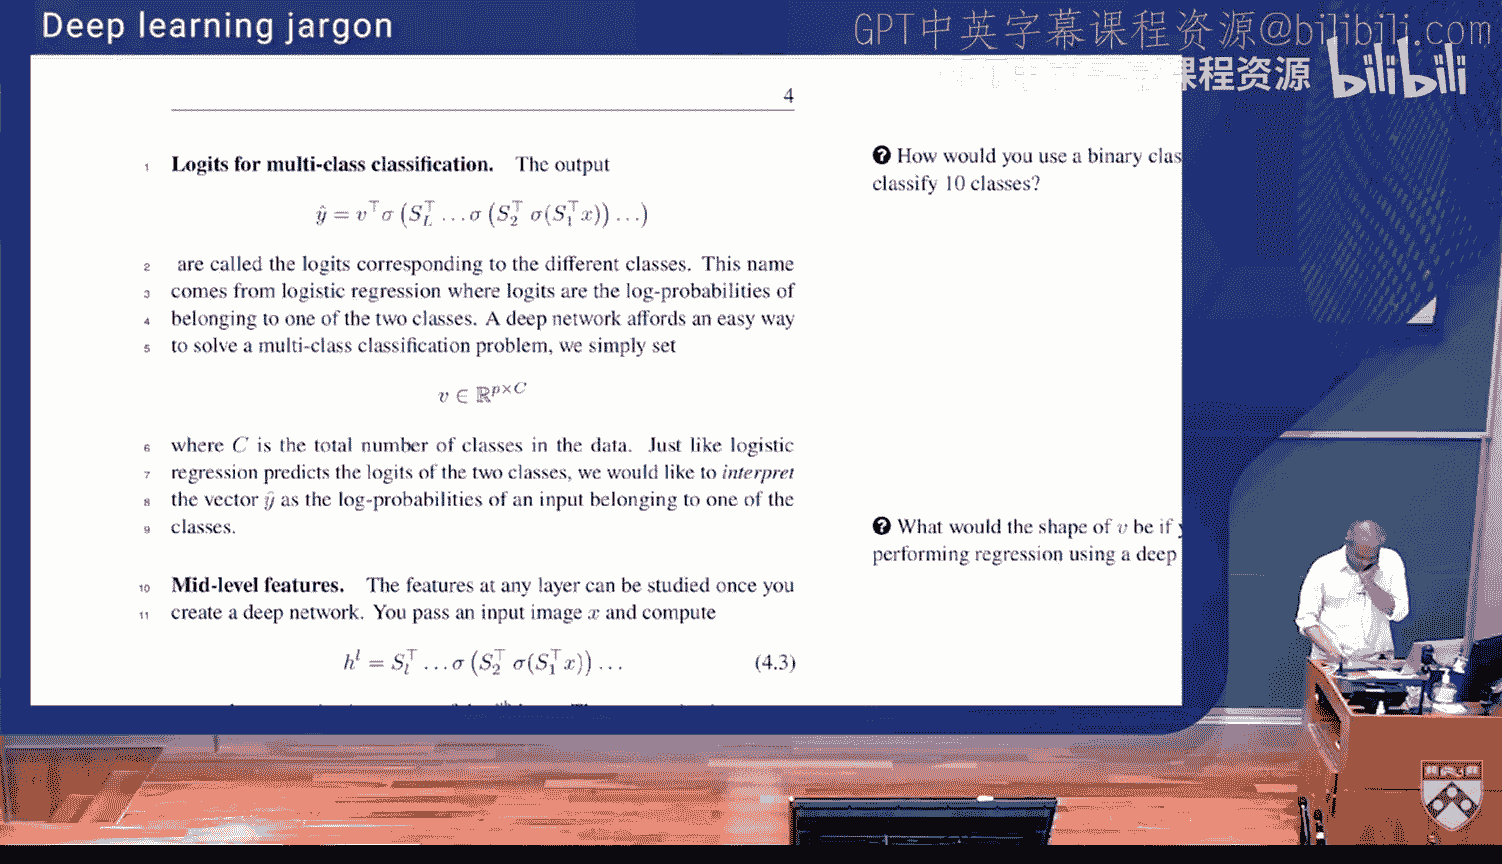 Deep learning jargon
GPT中英字幕课程资源@bilibili.com
课程资源 bilibili
4
1 Logits for multi-class classification. The output
ŷ = v⊤σ (S_L⊤ … σ (S_2⊤ σ(S_1⊤x)) …)
2 are called the logits corresponding to the different classes. This name
3 comes from logistic regression where logits are the log-probabilities of
4 belonging to one of the two classes. A deep network affords an easy way
5 to solve a multi-class classification problem, we simply set
v ∈ ℝ^{p×C}
6 where C is the total number of classes in the data. Just like logistic
7 regression predicts the logits of the two classes, we would like to interpret
8 the vector ŷ as the log-probabilities of an input belonging to one of the
9 classes.
10 Mid-level features. The features at any layer can be studied once you
11 create a deep network. You pass an input image x and compute
h^l = S_l⊤ … σ (S_2⊤ σ(S_1⊤x)) … (4.3)
? How would you use a binary clas
classify 10 classes?
? What would the shape of v be if
performing regression using a deep